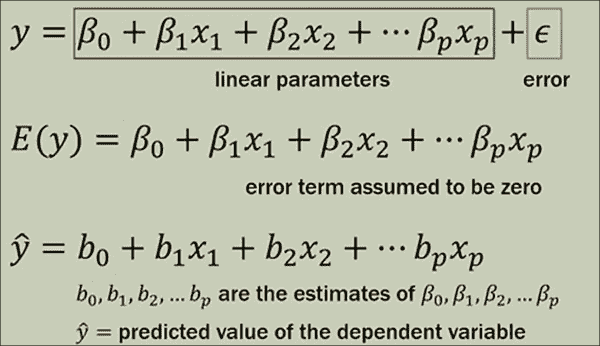 y = β₀ + β₁x₁ + β₂x₂ + ⋯ βₚxₚ + ϵ
linear parameters error
E(y) = β₀ + β₁x₁ + β₂x₂ + ⋯ βₚxₚ
error term assumed to be zero
ŷ = b₀ + b₁x₁ + b₂x₂ + ⋯ bₚxₚ
b₀, b₁, b₂, … bₚ are the estimates of β₀, β₁, β₂, … βₚ
ŷ = predicted value of the dependent variable